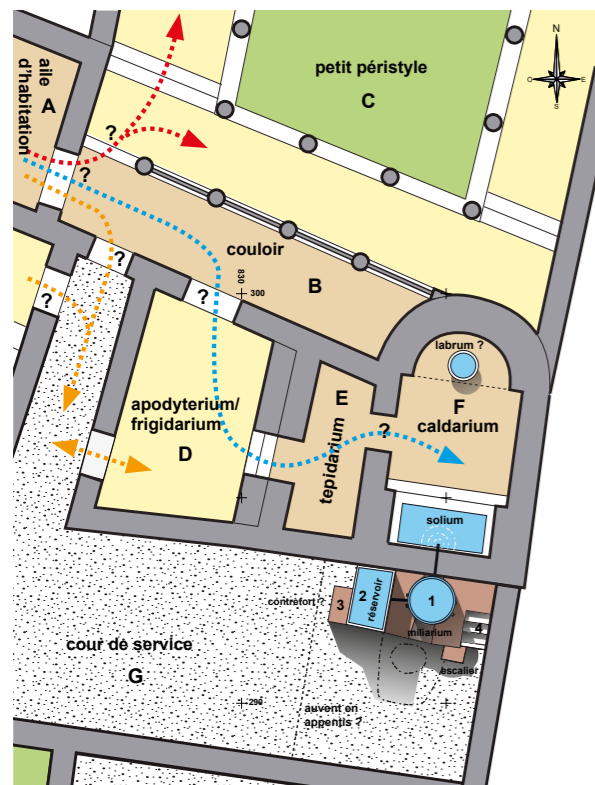 petit péristyle
C
N
O
E
S
aile
d'habitation
A
?
?
couloir
B
830
300
?
?
?
labrum ?
E
tepidarium
F
caldarium
?
apodyterium/
frigidarium
D
solium
contrefort ?
3
2
réservoir
1
miliarium
4
escalier
cour de service
G
290
auvent en
appentis ?